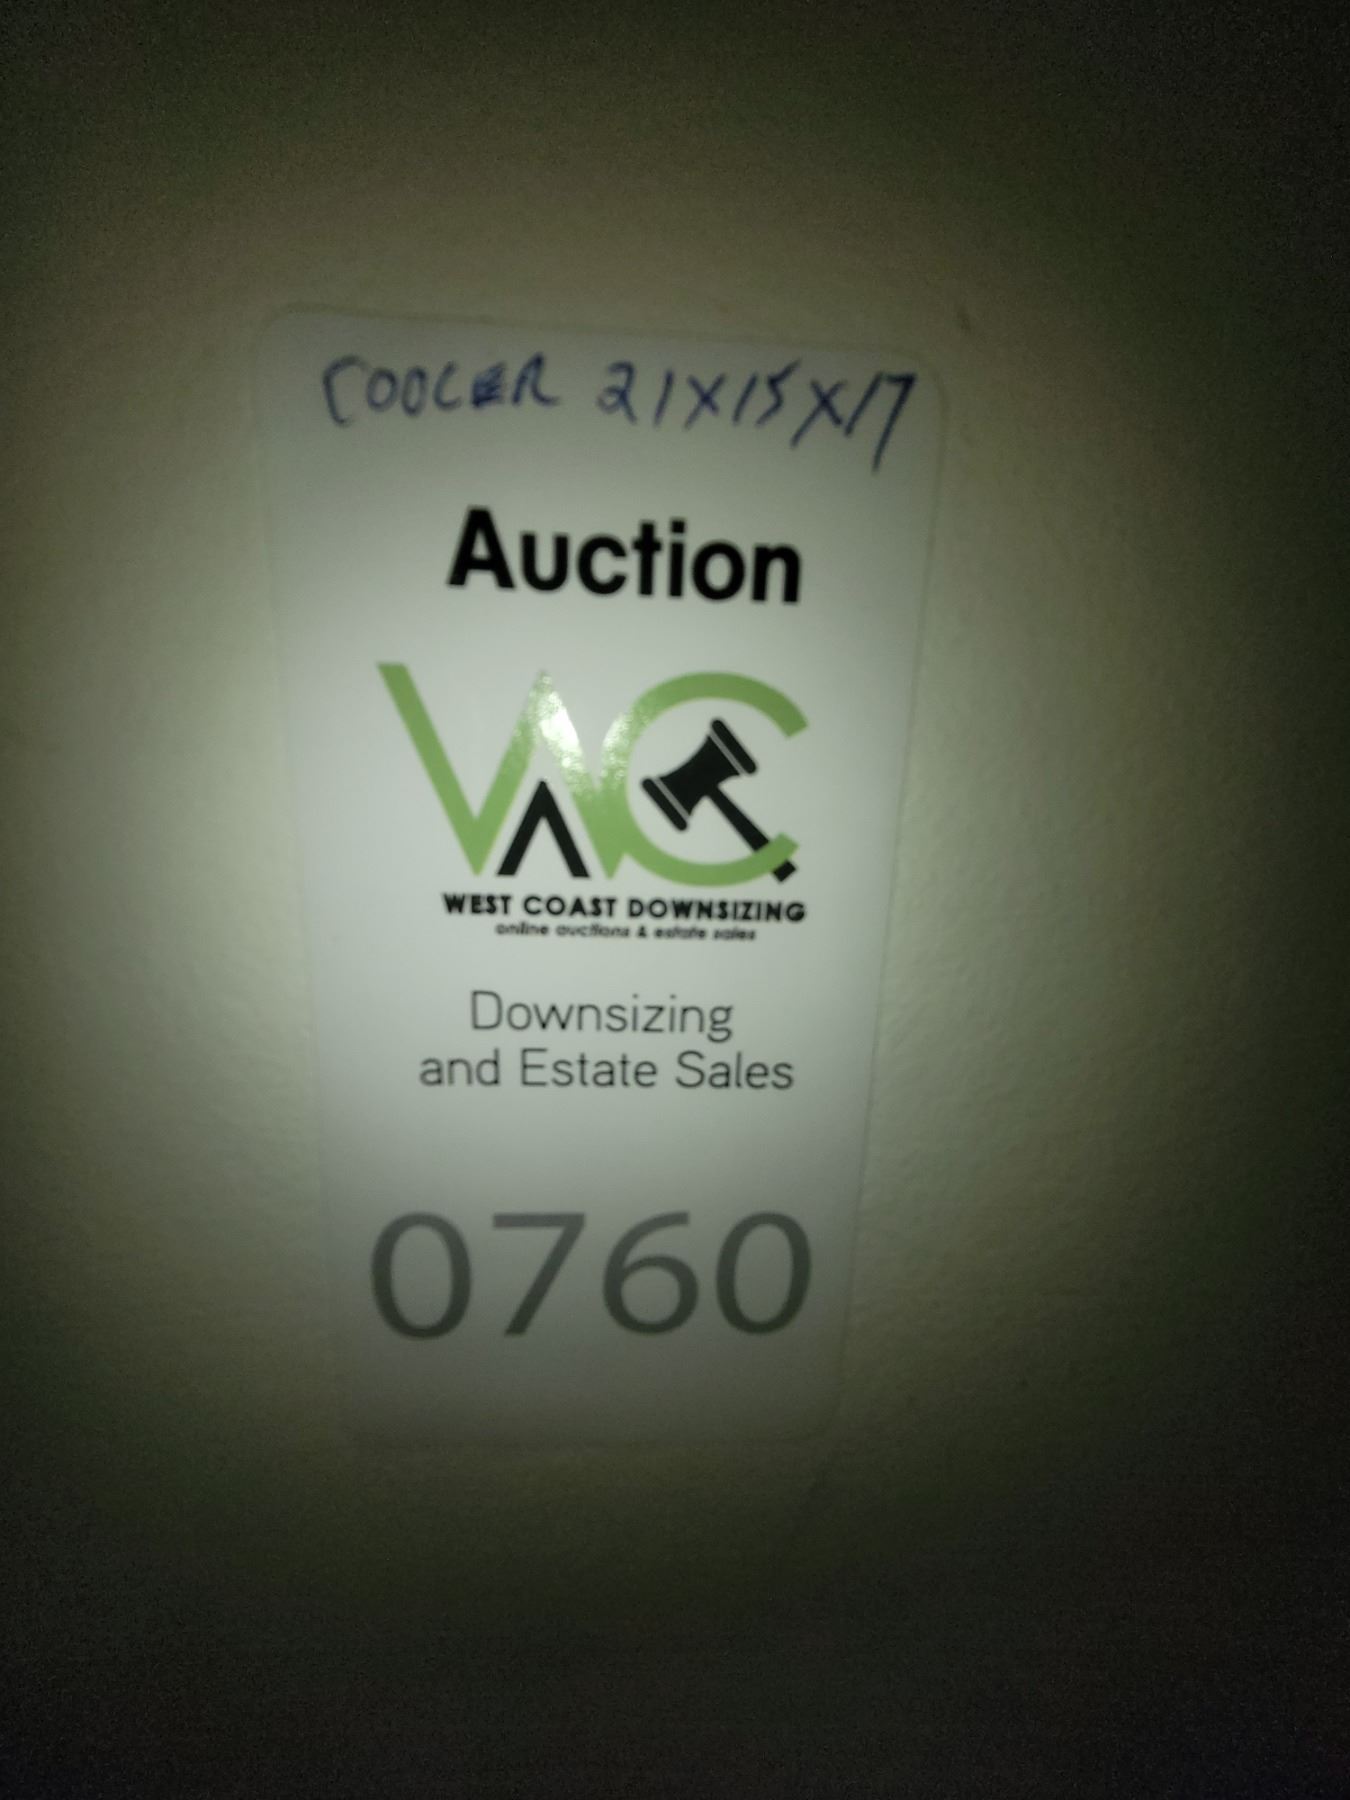 COOLER 21X15X17
Auction
WC
WEST COAST DOWNSIZING
online auctions & estate sales
Downsizing
and Estate Sales
0760